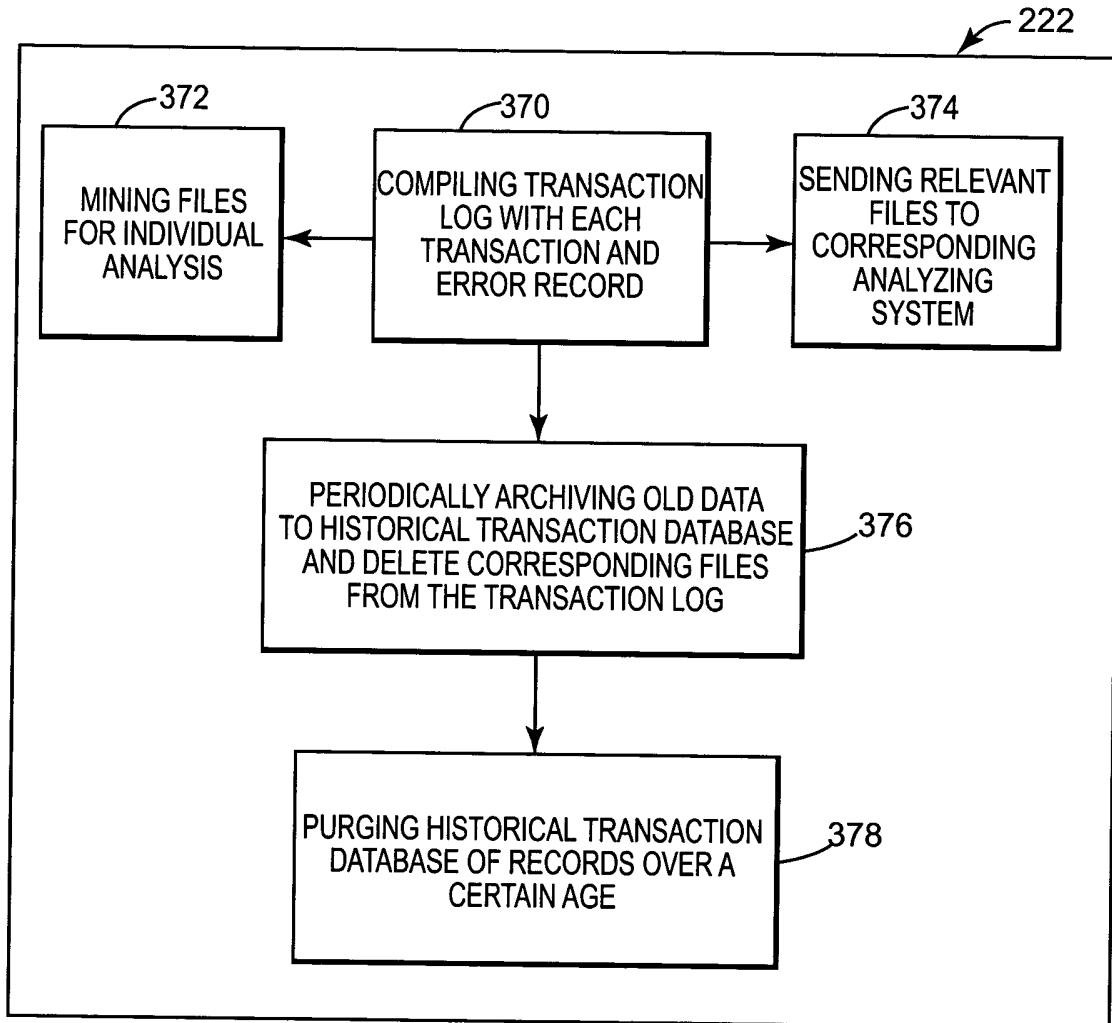 222
372
MINING FILES
FOR INDIVIDUAL
ANALYSIS
370
COMPILING TRANSACTION
LOG WITH EACH
TRANSACTION AND
ERROR RECORD
374
SENDING RELEVANT
FILES TO
CORRESPONDING
ANALYZING
SYSTEM
PERIODICALLY ARCHIVING OLD DATA
TO HISTORICAL TRANSACTION DATABASE
AND DELETE CORRESPONDING FILES
FROM THE TRANSACTION LOG
376
PURGING HISTORICAL TRANSACTION
DATABASE OF RECORDS OVER A
CERTAIN AGE
378